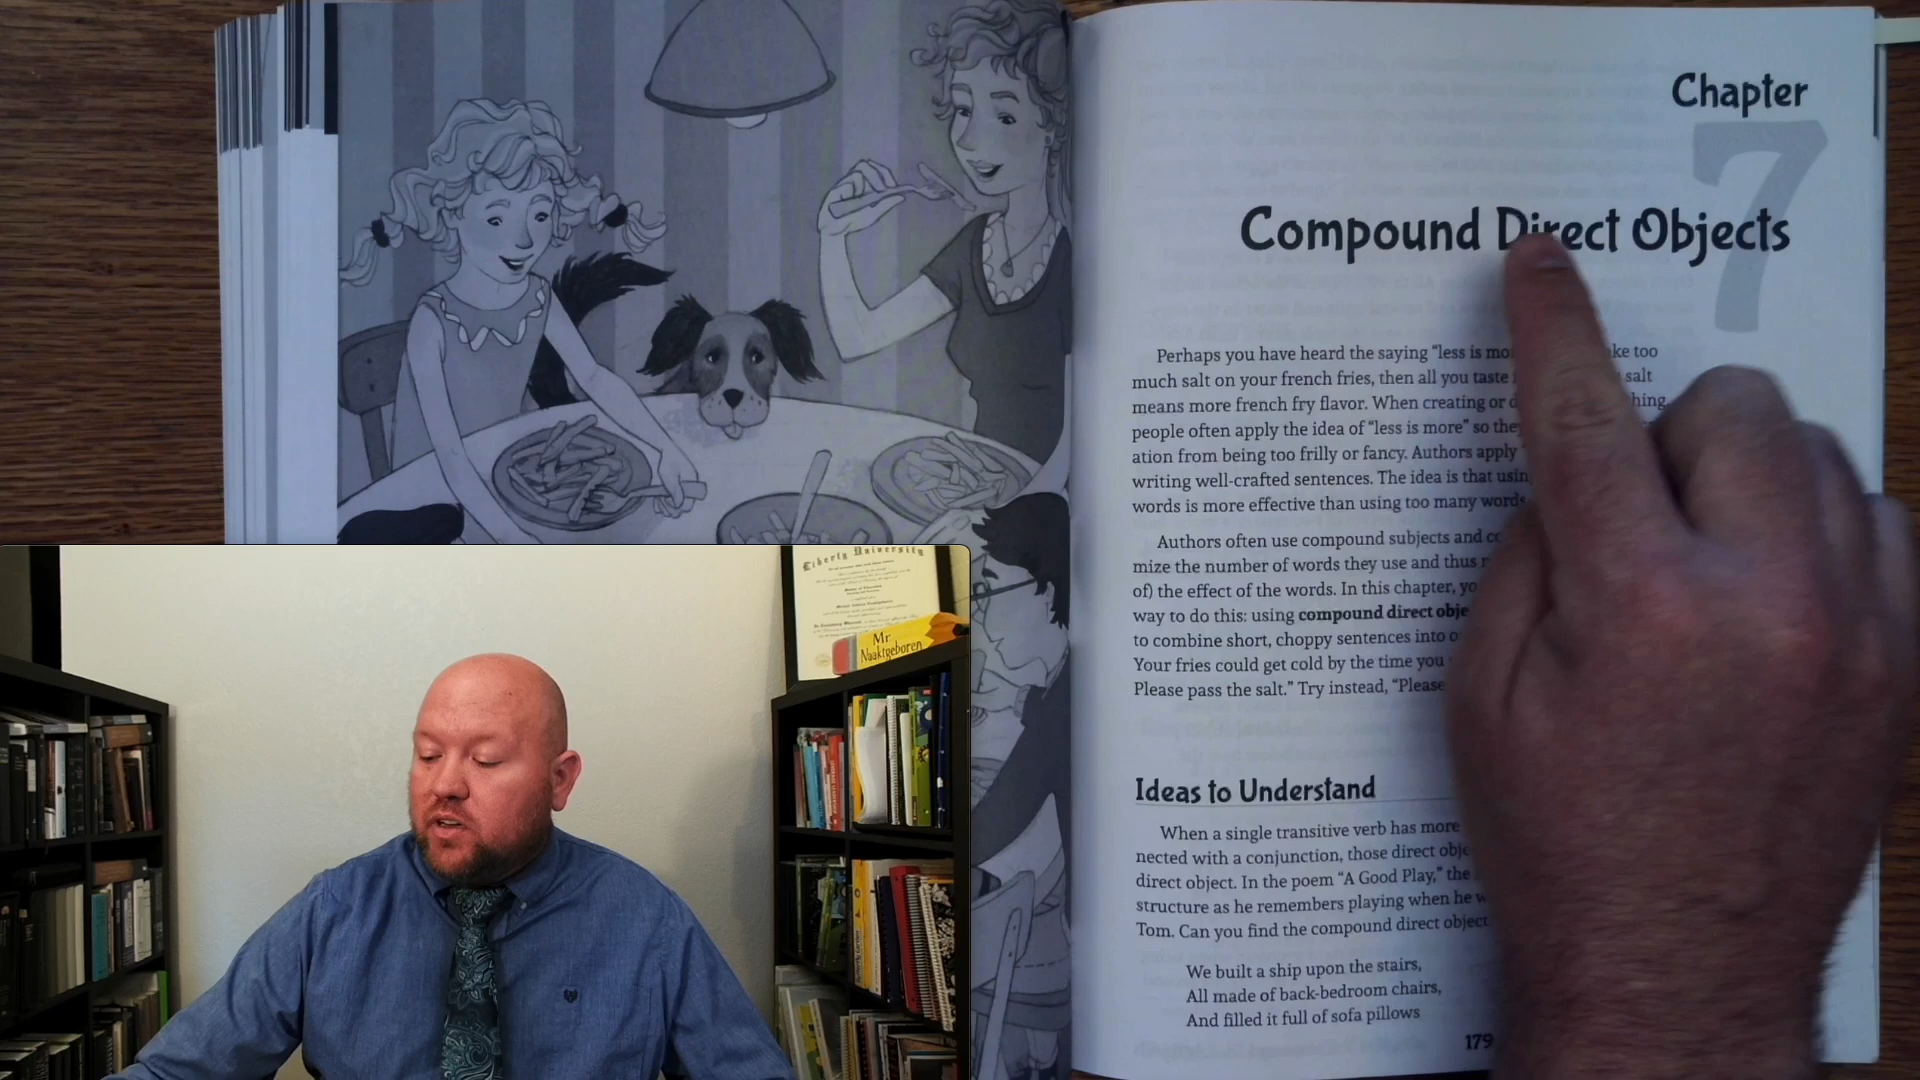 Chapter
7
Compound Direct Objects
Perhaps you have heard the saying "less is mo ke too
much salt on your french fries, then all you taste salt
means more french fry flavor. When creating or d hing,
people often apply the idea of "less is more" so the
ation from being too frilly or fancy. Authors apply
writing well-crafted sentences. The idea is that usin
words is more effective than using too many words
Authors often use compound subjects and co
mize the number of words they use and thus
of) the effect of the words. In this chapter, yo
way to do this: using compound direct obje
to combine short, choppy sentences into o
Your fries could get cold by the time you
Please pass the salt." Try instead, "Please
Ideas to Understand
When a single transitive verb has more
nected with a conjunction, those direct obje
direct object. In the poem "A Good Play," the
structure as he remembers playing when he w
Tom. Can you find the compound direct object
We built a ship upon the stairs,
All made of back-bedroom chairs,
And filled it full of sofa pillows
179
Liberty University
Mr
Naaktgeboren